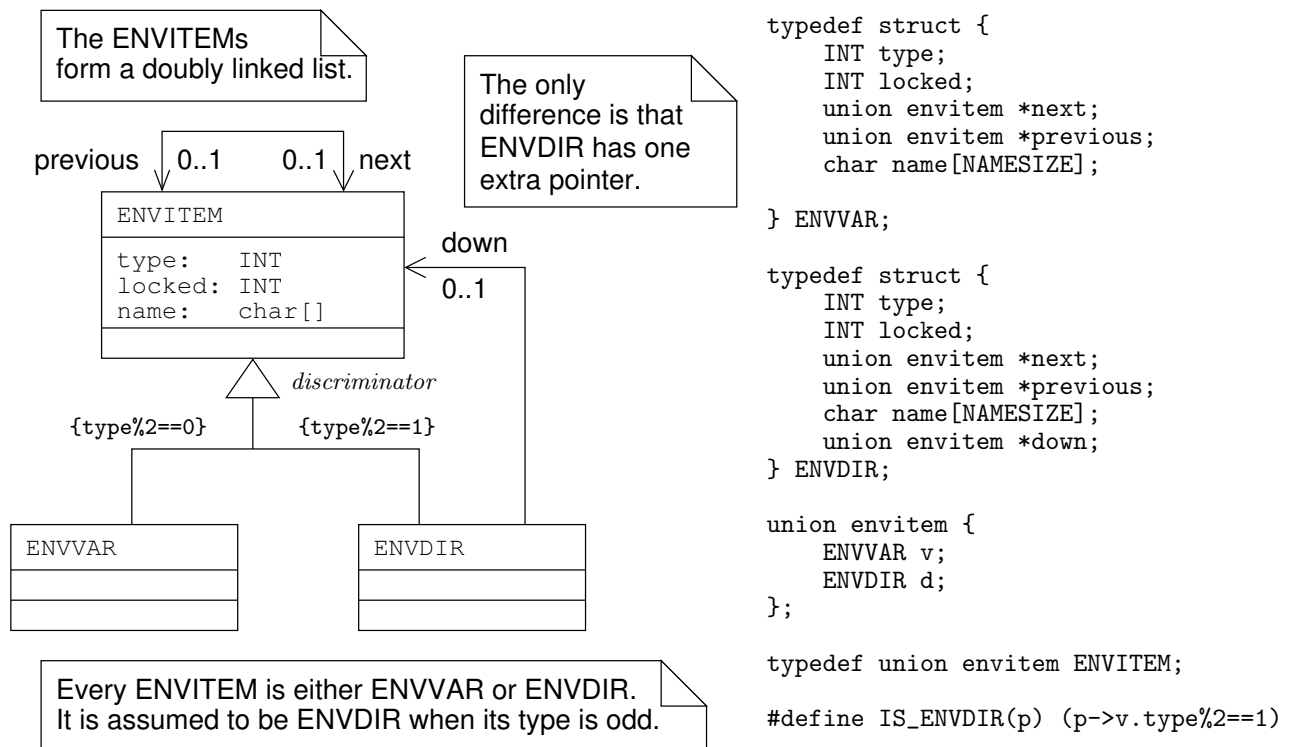 The ENVITEMs
form a doubly linked list.
The only
difference is that
ENVDIR has one
extra pointer.
previous 0..1 0..1 next
ENVITEM
type: INT
locked: INT
name: char[]
down
0..1
discriminator
{type%2==0} {type%2==1}
ENVVAR
ENVDIR
Every ENVITEM is either ENVVAR or ENVDIR.
It is assumed to be ENVDIR when its type is odd.
typedef struct {
    INT type;
    INT locked;
    union envitem *next;
    union envitem *previous;
    char name[NAMESIZE];
} ENVVAR;
typedef struct {
    INT type;
    INT locked;
    union envitem *next;
    union envitem *previous;
    char name[NAMESIZE];
    union envitem *down;
} ENVDIR;
union envitem {
    ENVVAR v;
    ENVDIR d;
};
typedef union envitem ENVITEM;
#define IS_ENVDIR(p) (p->v.type%2==1)